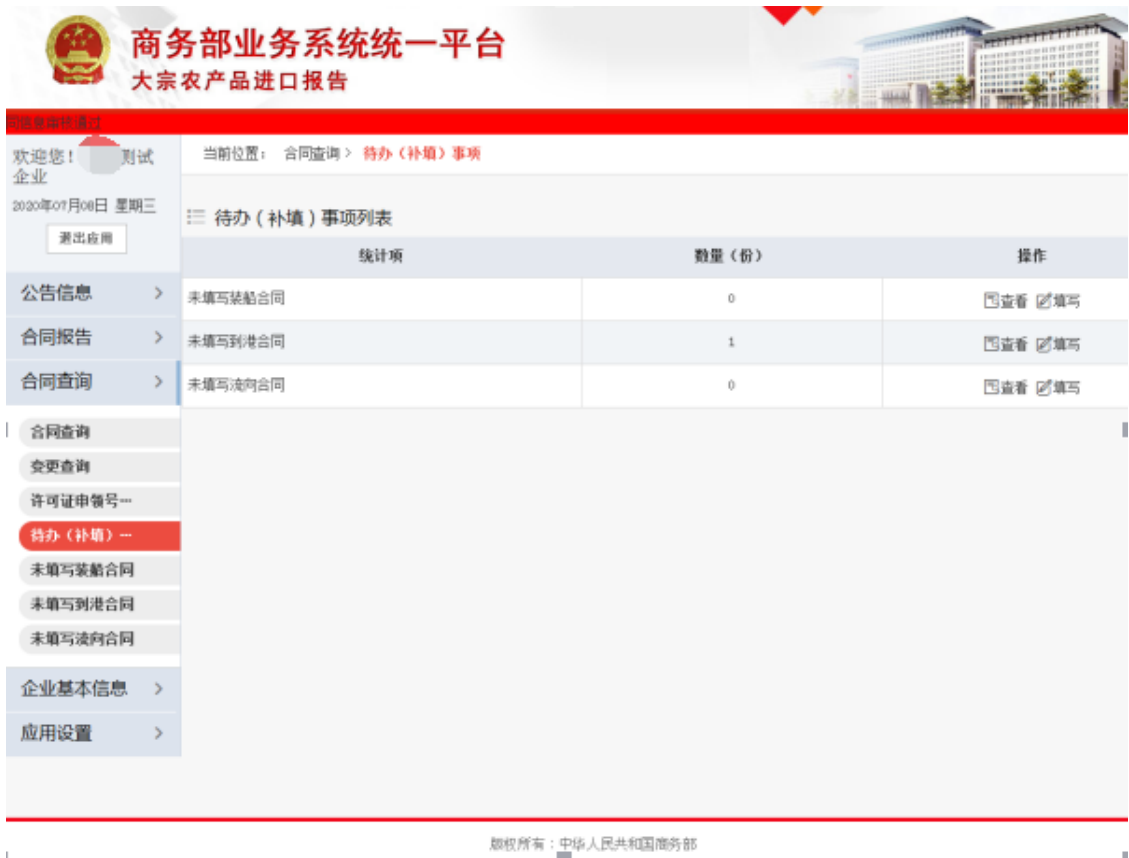 商务部业务系统统一平台
大宗农产品进口报告
同信息审核通过
欢迎您！ 测试
企业
2020年07月08日 星期三
退出应用
当前位置： 合同查询 > 待办（补填）事项
待办（补填）事项列表
统计项 数量（份） 操作
未填写装船合同 0 查看 填写
未填写到港合同 1 查看 填写
未填写流向合同 0 查看 填写
公告信息 >
合同报告 >
合同查询 >
合同查询
变更查询
许可证申领号…
待办（补填）…
未填写装船合同
未填写到港合同
未填写流向合同
企业基本信息 >
应用设置 >
版权所有：中华人民共和国商务部